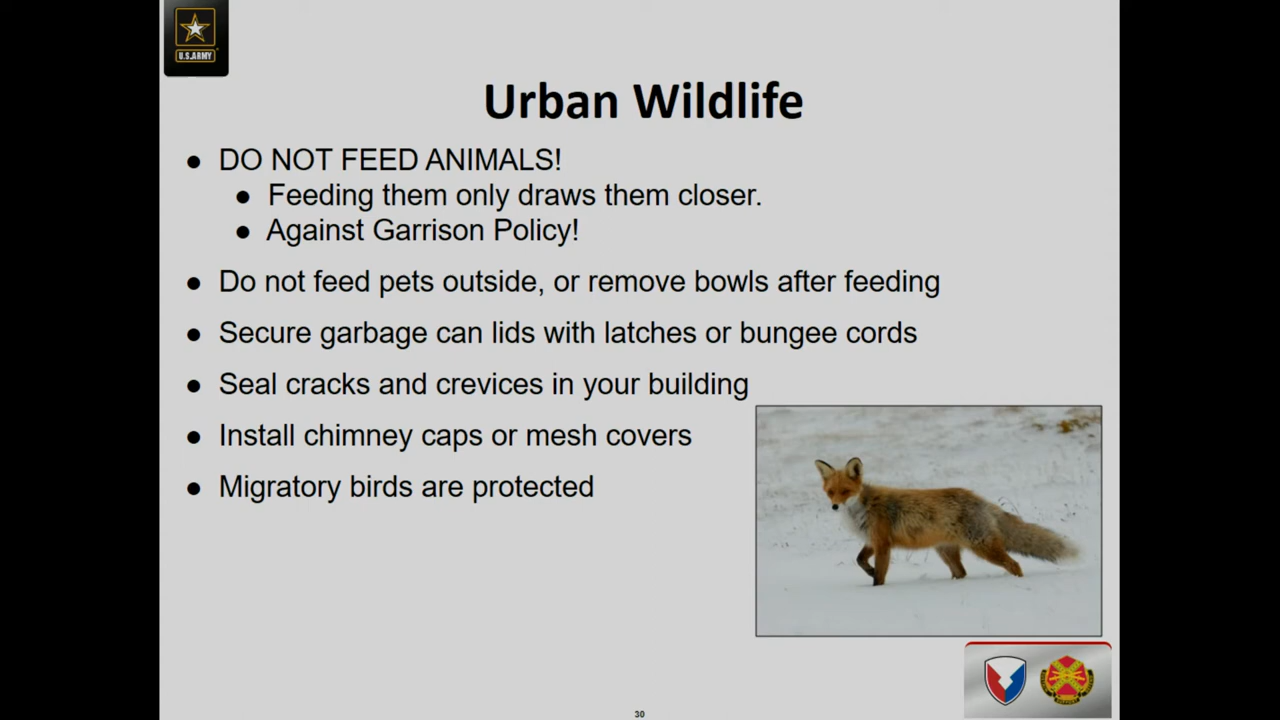 U.S.ARMY
Urban Wildlife
● DO NOT FEED ANIMALS!
● Feeding them only draws them closer.
● Against Garrison Policy!
● Do not feed pets outside, or remove bowls after feeding
● Secure garbage can lids with latches or bungee cords
● Seal cracks and crevices in your building
● Install chimney caps or mesh covers
● Migratory birds are protected
30